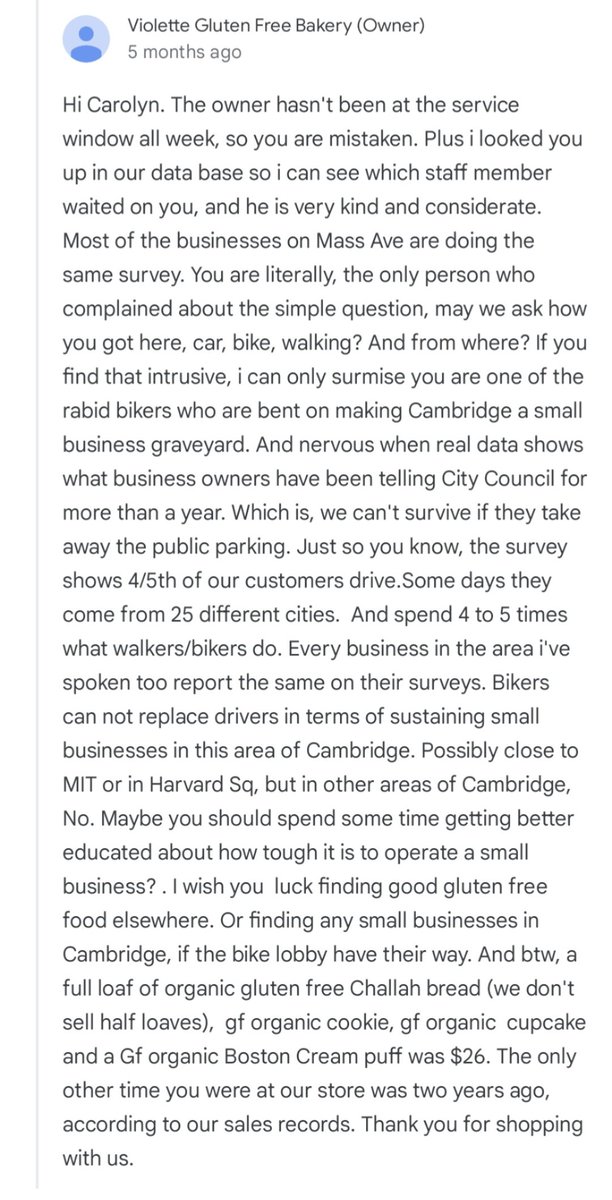 Violette Gluten Free Bakery (Owner)
5 months ago
Hi Carolyn. The owner hasn't been at the service
window all week, so you are mistaken. Plus i looked you
up in our data base so i can see which staff member
waited on you, and he is very kind and considerate.
Most of the businesses on Mass Ave are doing the
same survey. You are literally, the only person who
complained about the simple question, may we ask how
you got here, car, bike, walking? And from where? If you
find that intrusive, i can only surmise you are one of the
rabid bikers who are bent on making Cambridge a small
business graveyard. And nervous when real data shows
what business owners have been telling City Council for
more than a year. Which is, we can't survive if they take
away the public parking. Just so you know, the survey
shows 4/5th of our customers drive.Some days they
come from 25 different cities.  And spend 4 to 5 times
what walkers/bikers do. Every business in the area i've
spoken too report the same on their surveys. Bikers
can not replace drivers in terms of sustaining small
businesses in this area of Cambridge. Possibly close to
MIT or in Harvard Sq, but in other areas of Cambridge,
No. Maybe you should spend some time getting better
educated about how tough it is to operate a small
business? . I wish you  luck finding good gluten free
food elsewhere. Or finding any small businesses in
Cambridge, if the bike lobby have their way. And btw, a
full loaf of organic gluten free Challah bread (we don't
sell half loaves),  gf organic cookie, gf organic  cupcake
and a Gf organic Boston Cream puff was $26. The only
other time you were at our store was two years ago,
according to our sales records. Thank you for shopping
with us.